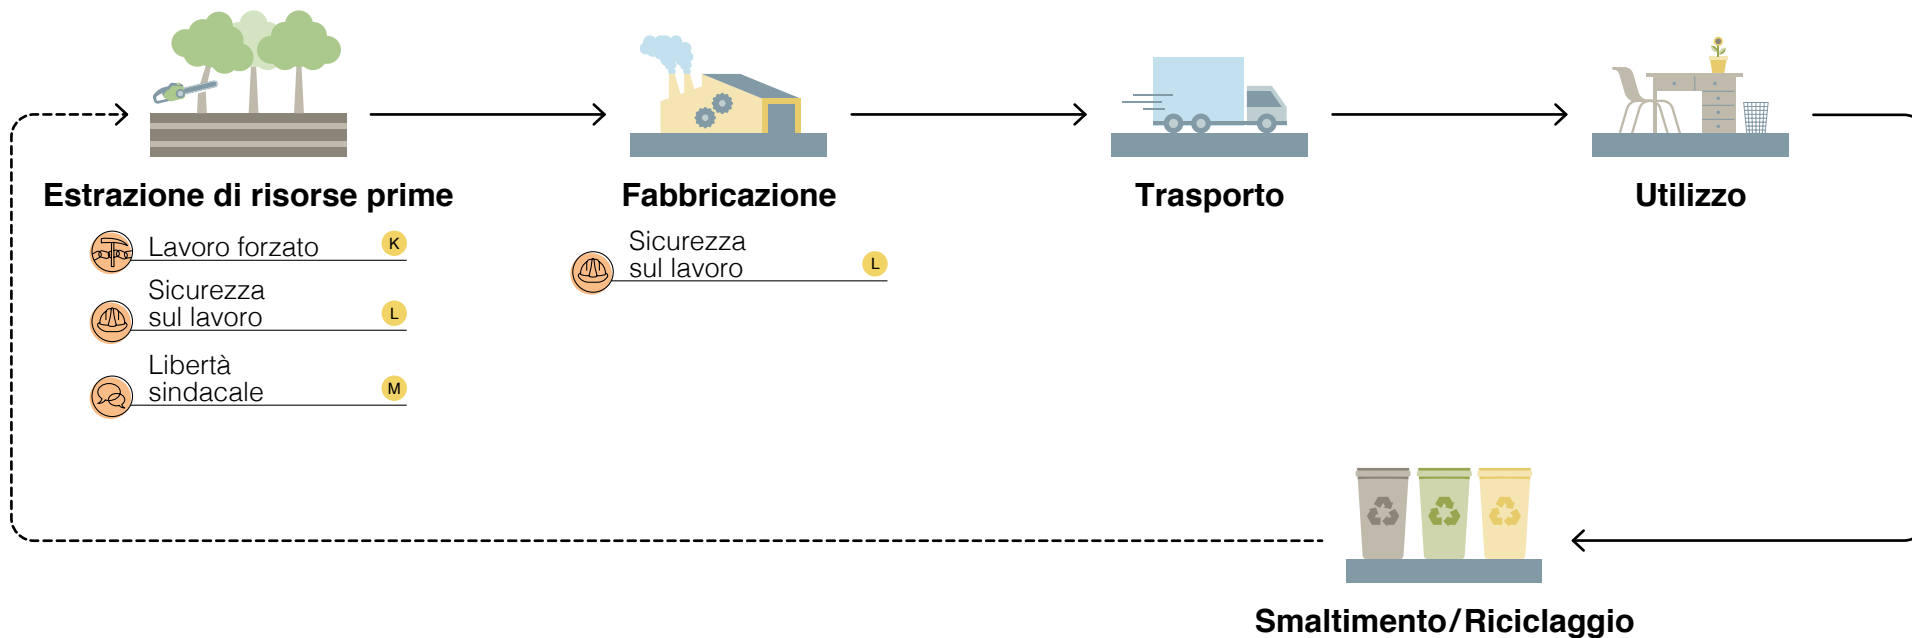 Estrazione di risorse prime
Lavoro forzato K
Sicurezza
sul lavoro L
Libertà
sindacale M
Fabbricazione
Sicurezza
sul lavoro L
Trasporto
Utilizzo
Smaltimento/Riciclaggio